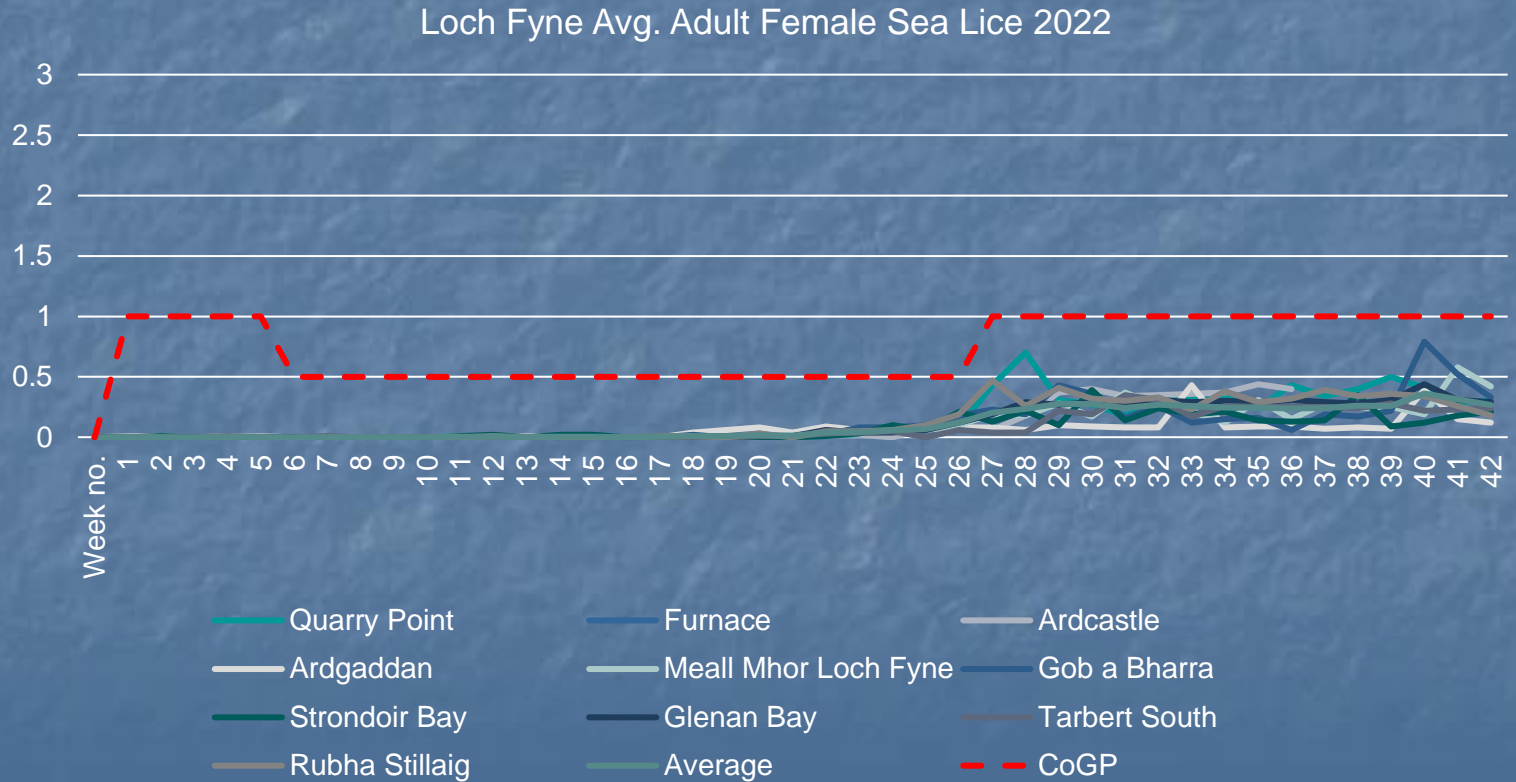 Loch Fyne Avg. Adult Female Sea Lice 2022
3
2.5
2
1.5
1
0.5
0
Week no. 1 2 3 4 5 6 7 8 9 10 11 12 13 14 15 16 17 18 19 20 21 22 23 24 25 26 27 28 29 30 31 32 33 34 35 36 37 38 39 40 41 42
Quarry Point Furnace Ardcastle
Ardgaddan Meall Mhor Loch Fyne Gob a Bharra
Strondoir Bay Glenan Bay Tarbert South
Rubha Stillaig Average CoGP